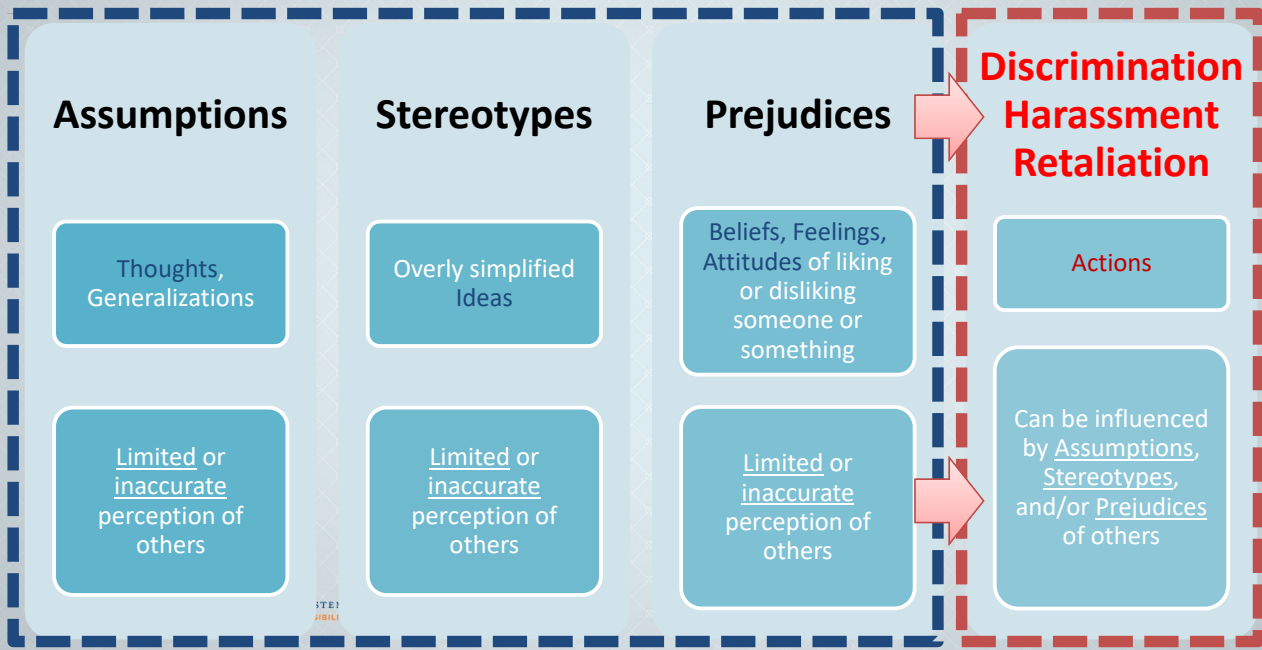 Assumptions
Thoughts,
Generalizations
Limited or
inaccurate
perception of
others
Stereotypes
Overly simplified
Ideas
Limited or
inaccurate
perception of
others
Prejudices
Beliefs, Feelings,
Attitudes of liking
or disliking
someone or
something
Limited or
inaccurate
perception of
others
Discrimination
Harassment
Retaliation
Actions
Can be influenced
by Assumptions,
Stereotypes,
and/or Prejudices
of others